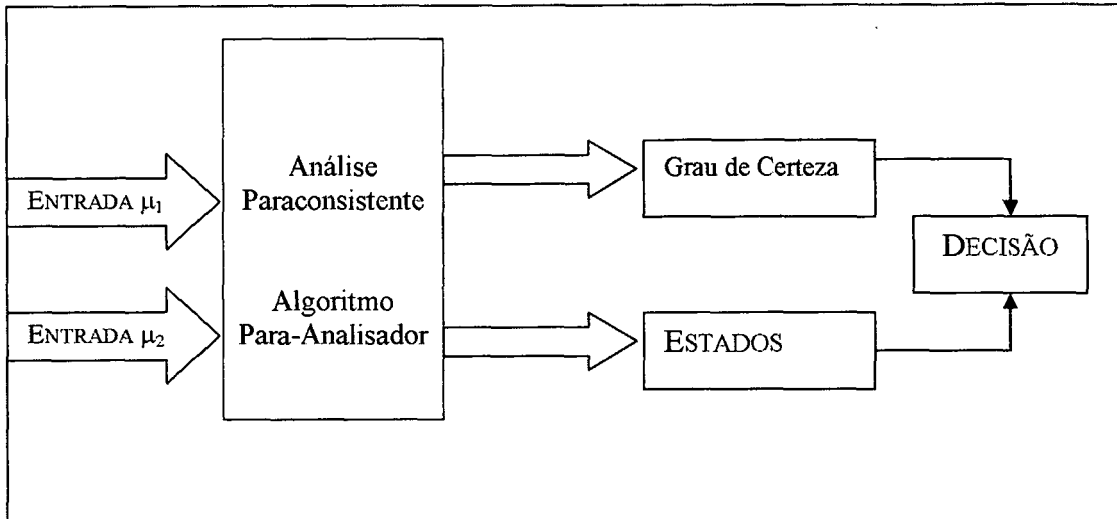 ENTRADA μ₁
ENTRADA μ₂
Análise
Paraconsistente
Algoritmo
Para-Analisador
Grau de Certeza
ESTADOS
DECISÃO